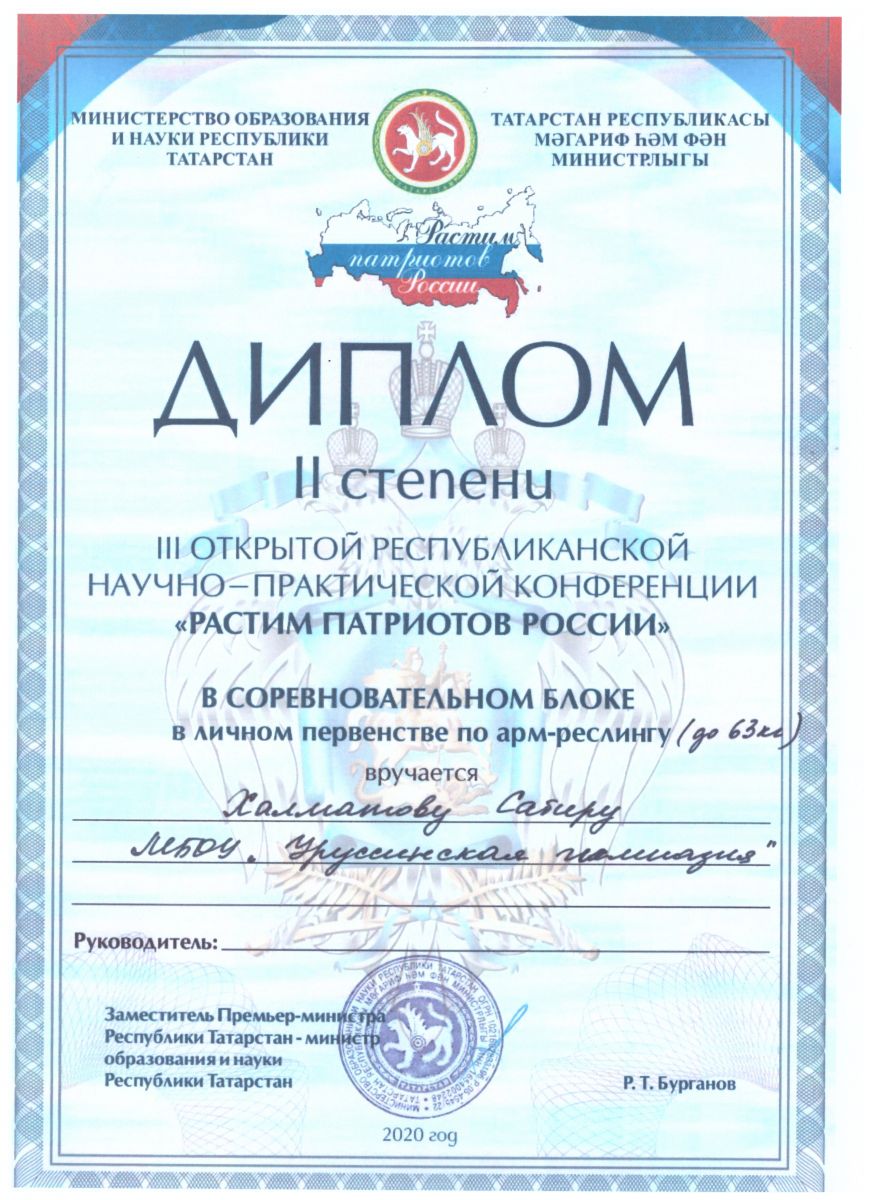 МИНИСТЕРСТВО ОБРАЗОВАНИЯ
И НАУКИ РЕСПУБЛИКИ
ТАТАРСТАН
ТАТАРСТАН РЕСПУБЛИКАСЫ
МӘГАРИФ ҺӘМ ФӘН
МИНИСТРЛЫГЫ
ТАТАРСТАН
Растим
патриотов
России
ДИПЛОМ
II степени
III ОТКРЫТОЙ РЕСПУБЛИКАНСКОЙ
НАУЧНО–ПРАКТИЧЕСКОЙ КОНФЕРЕНЦИИ
«РАСТИМ ПАТРИОТОВ РОССИИ»
В СОРЕВНОВАТЕЛЬНОМ БЛОКЕ
в личном первенстве по арм-реслингу (до 63кг)
вручается
Халматову Сабиру
МБОУ „Уруссинская гимназия"
Руководитель:
Заместитель Премьер-министра
Республики Татарстан - министр
образования и науки
Республики Татарстан
Р. Т. Бурганов
2020 год